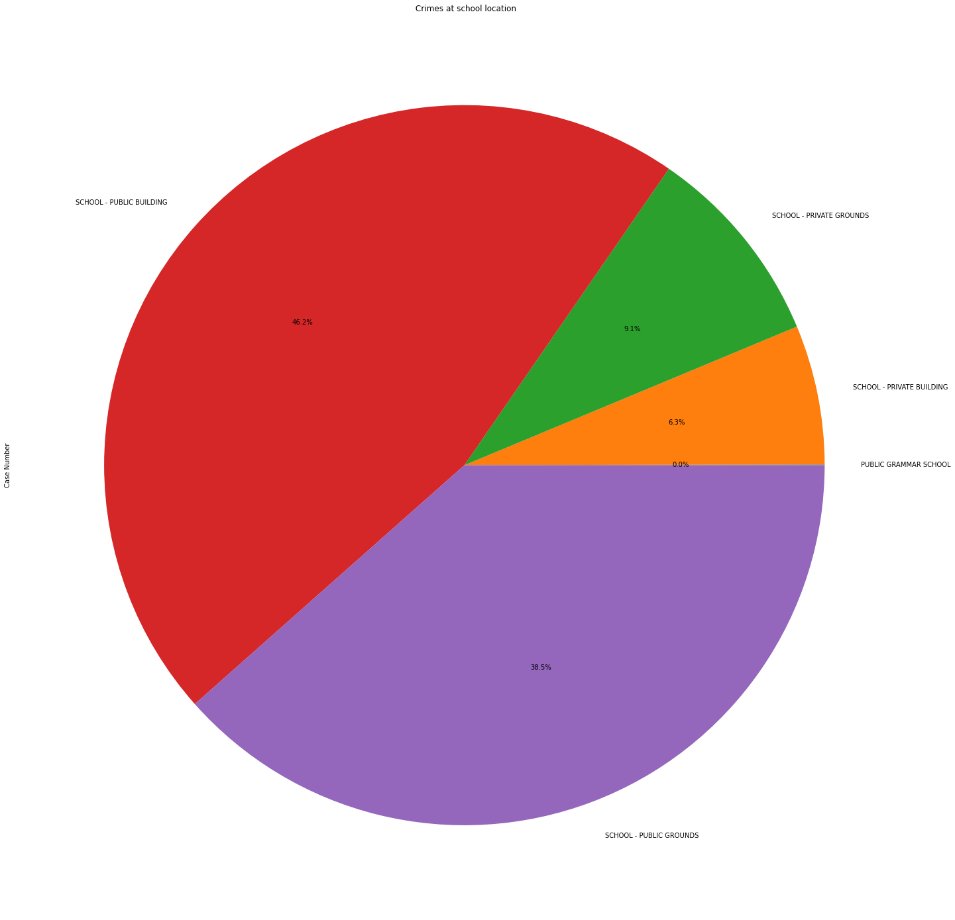 Crimes at school location
SCHOOL - PUBLIC BUILDING
SCHOOL - PRIVATE GROUNDS
46.2%
9.1%
SCHOOL - PRIVATE BUILDING
6.3%
0.0%
PUBLIC GRAMMAR SCHOOL
Case Number
38.5%
SCHOOL - PUBLIC GROUNDS